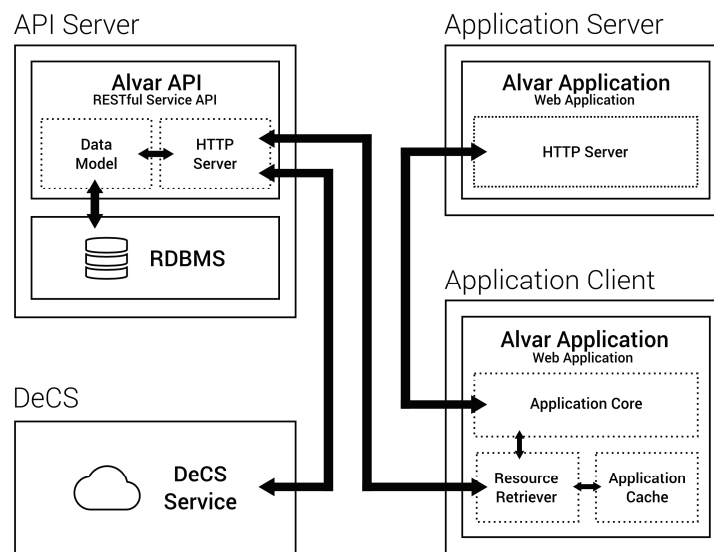 API Server
Alvar API
RESTful Service API
Data
Model
HTTP
Server
RDBMS
DeCS
DeCS
Service
Application Server
Alvar Application
Web Application
HTTP Server
Application Client
Alvar Application
Web Application
Application Core
Resource
Retriever
Application
Cache